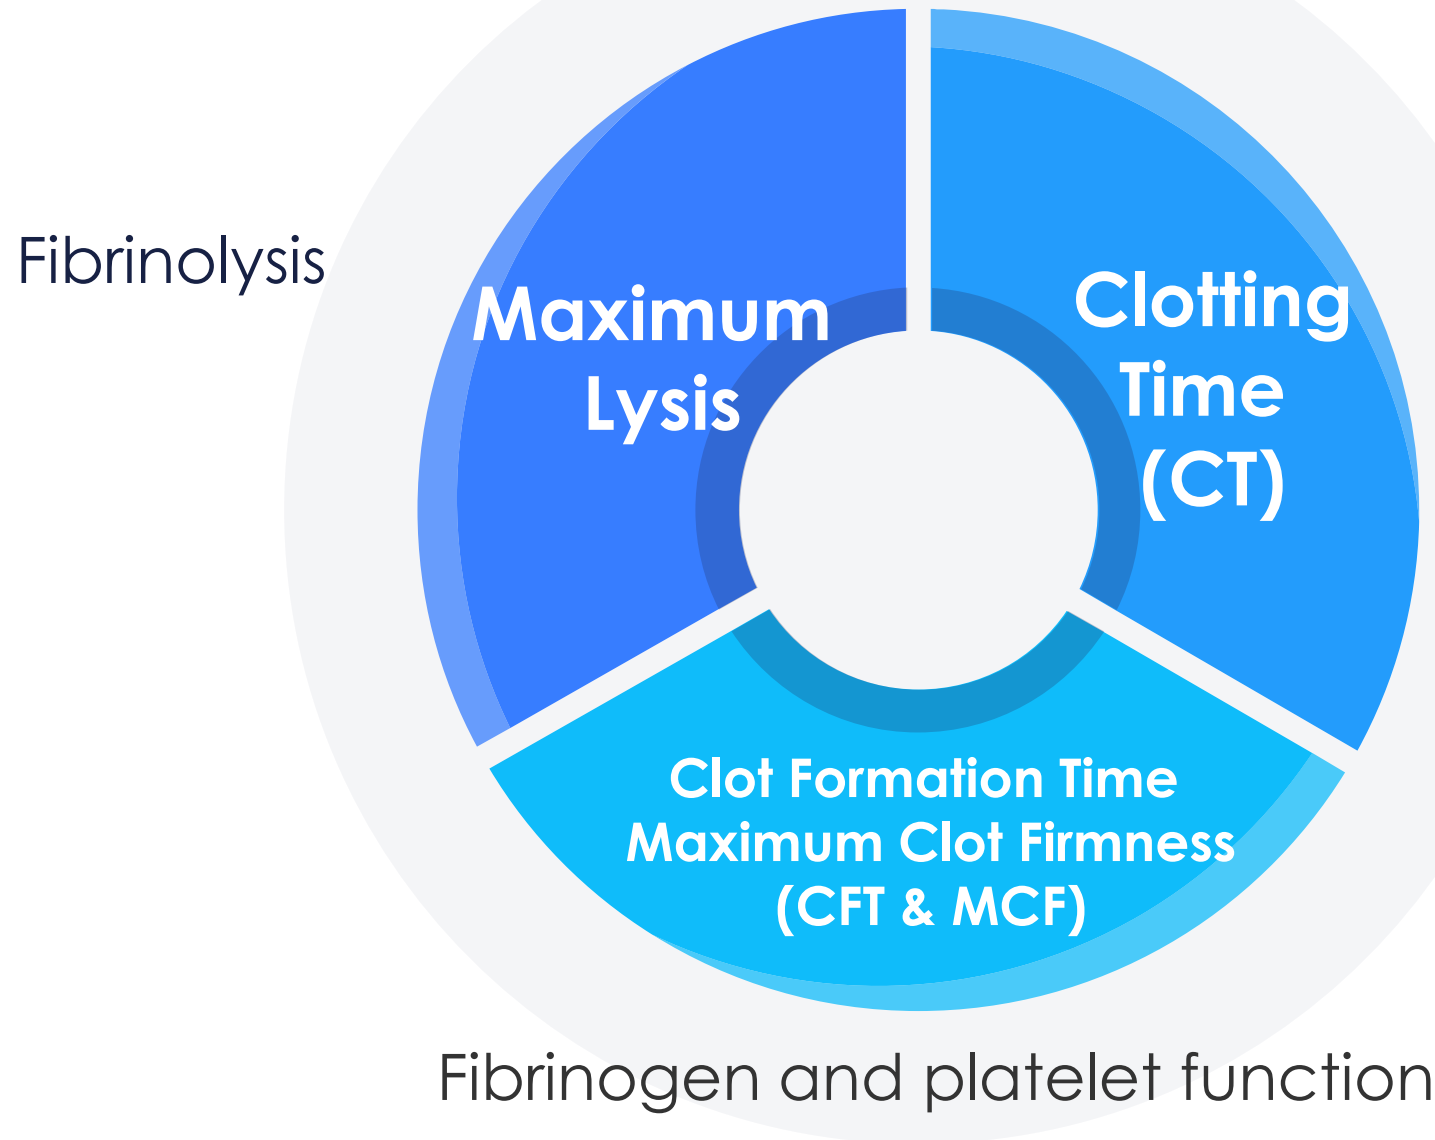 Fibrinolysis
Maximum
Lysis
Clotting
Time
(CT)
Clot Formation Time
Maximum Clot Firmness
(CFT & MCF)
Fibrinogen and platelet function